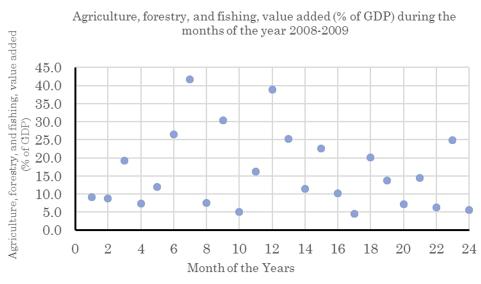 Agriculture, forestry, and fishing, value added (% of GDP) during the
months of the year 2008-2009
Agriculture, forestry, and fishing, value added
(% of GDP)
45.0
40.0
35.0
30.0
25.0
20.0
15.0
10.0
5.0
0.0
0 2 4 6 8 10 12 14 16 18 20 22 24
Month of the Years